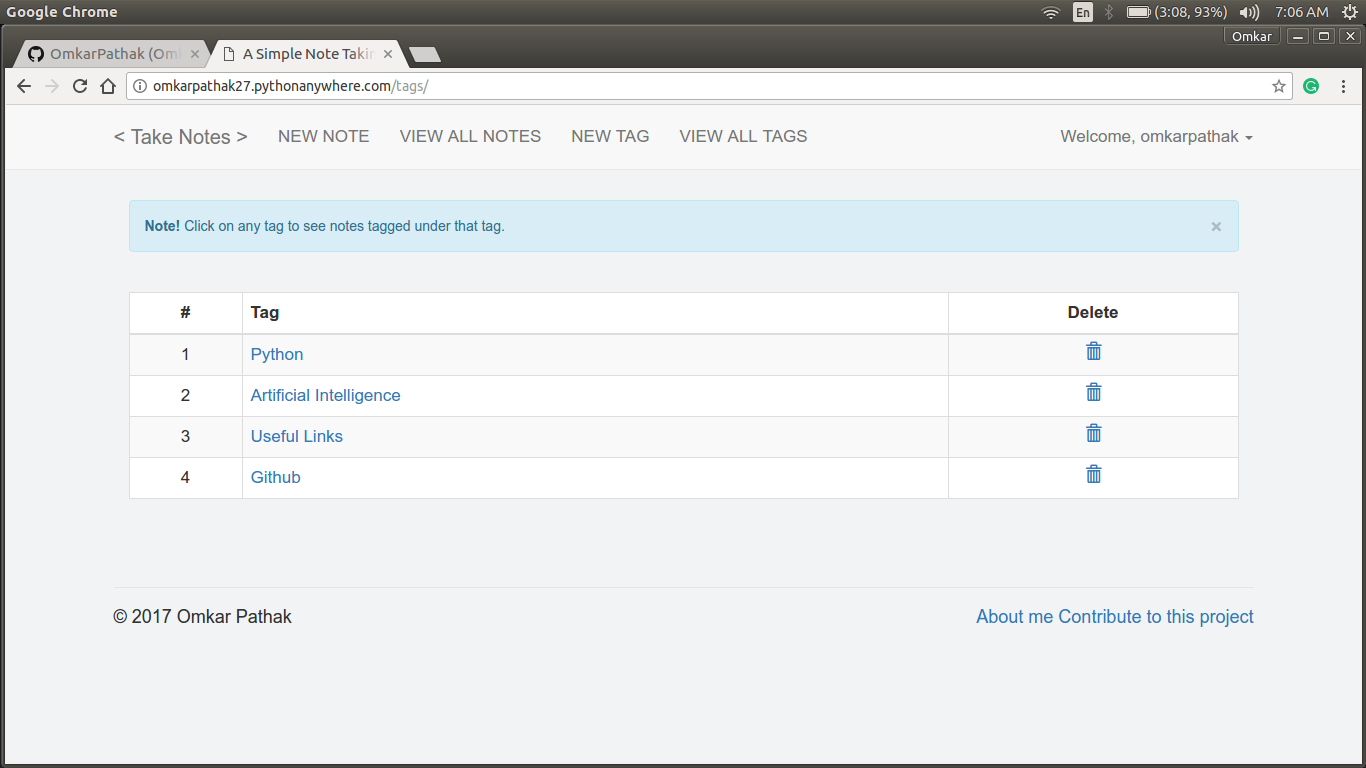 Google Chrome
En
(3:08, 93%)
7:06 AM
Omkar
OmkarPathak (Om
A Simple Note Takin
omkarpathak27.pythonanywhere.com/tags/
< Take Notes >
NEW NOTE
VIEW ALL NOTES
NEW TAG
VIEW ALL TAGS
Welcome, omkarpathak
Note! Click on any tag to see notes tagged under that tag.
×
# Tag Delete
1 Python
2 Artificial Intelligence
3 Useful Links
4 Github
© 2017 Omkar Pathak
About me Contribute to this project